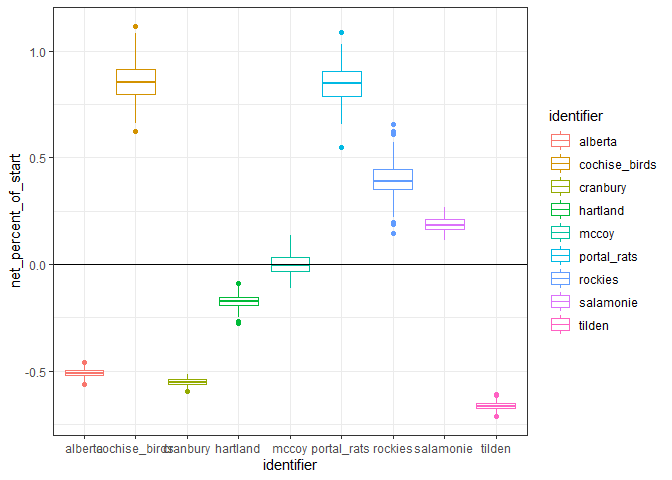 net_percent_of_start
1.0
0.5
0.0
-0.5
alberta cochise_birds cranbury hartland mccoy portal_rats rockies salamonie tilden
identifier
identifier
alberta
cochise_birds
cranbury
hartland
mccoy
portal_rats
rockies
salamonie
tilden